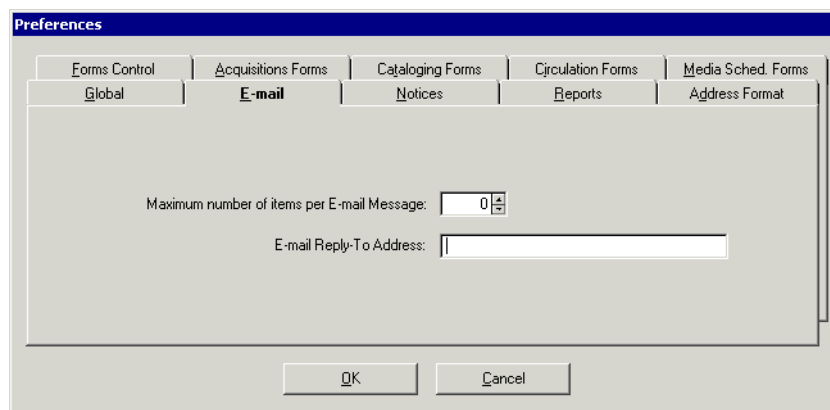 Preferences
Forms Control Acquisitions Forms Cataloging Forms Circulation Forms Media Sched. Forms
Global E-mail Notices Reports Address Format
Maximum number of items per E-mail Message: 0
E-mail Reply-To Address:
OK Cancel